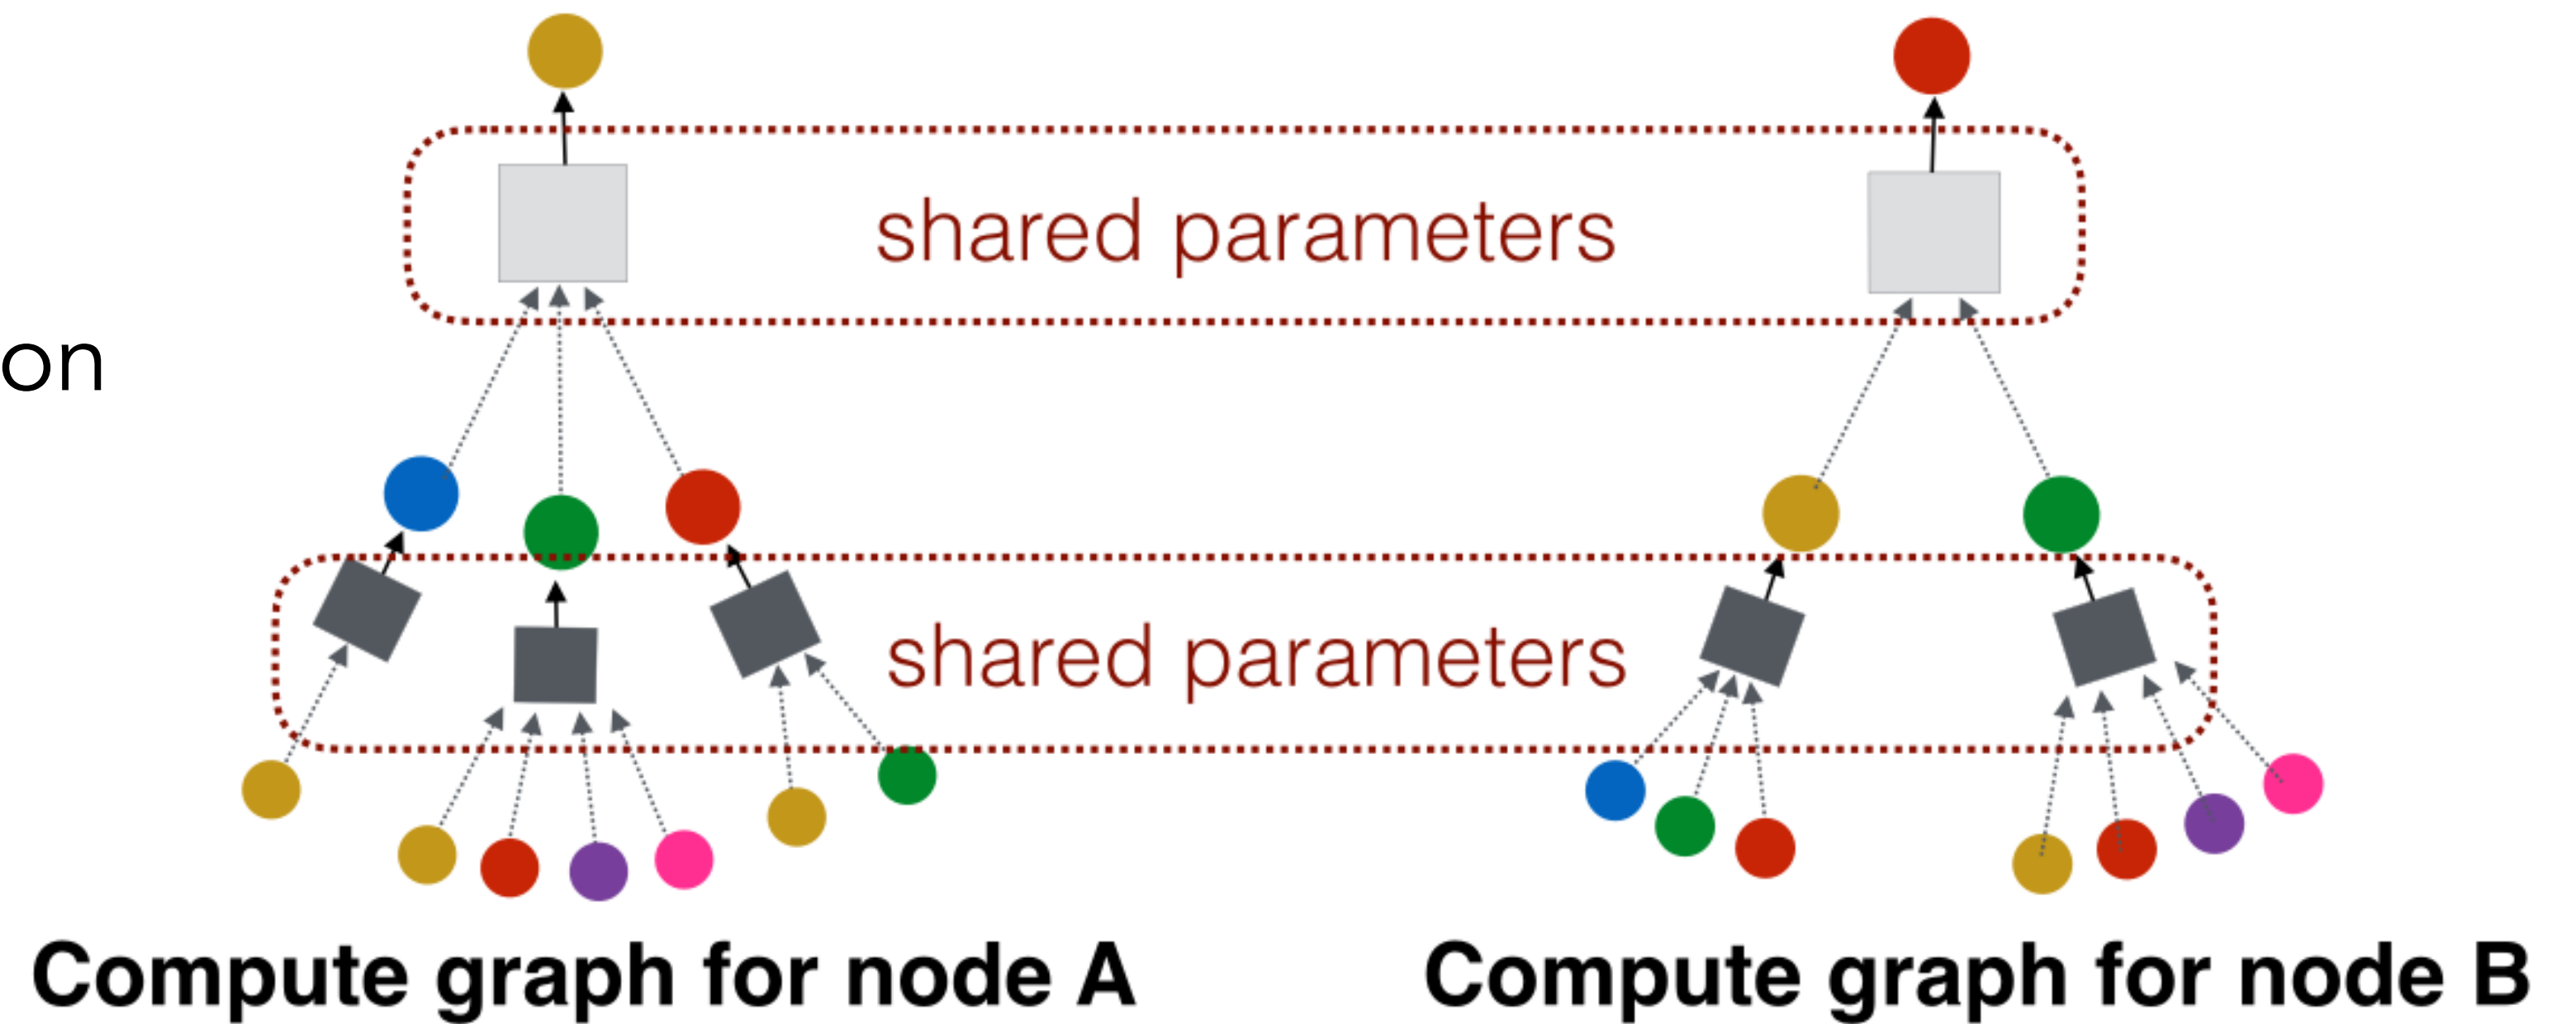 shared parameters
on
shared parameters
Compute graph for node A
Compute graph for node B